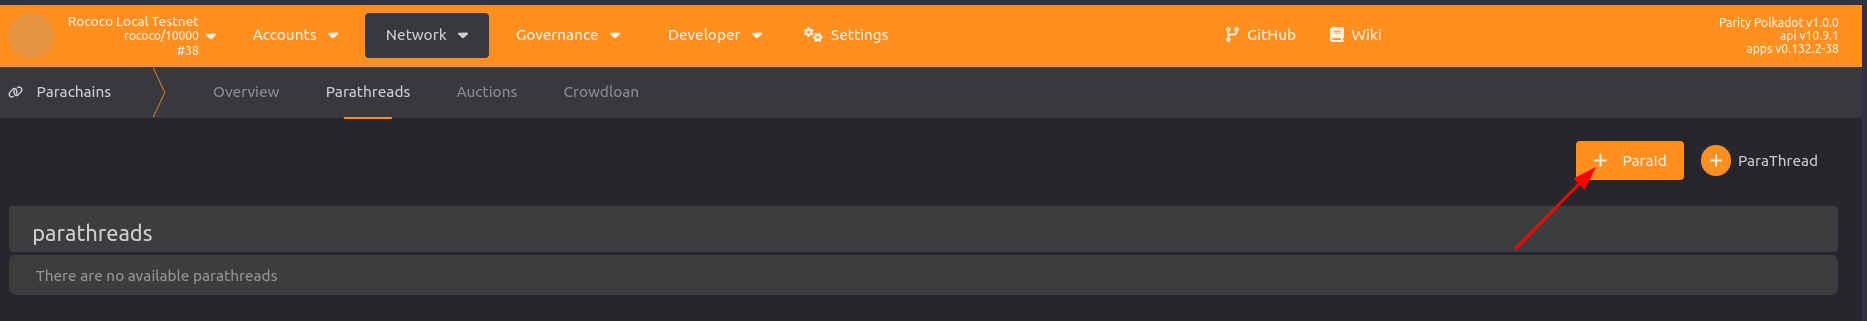 Rococo Local Testnet
rococo/10000
#38
Accounts
Network
Governance
Developer
Settings
GitHub
Wiki
Parity Polkadot v1.0.0
api v10.9.1
apps v0.132.2-38
Parachains
Overview
Parathreads
Auctions
Crowdloan
ParaId
ParaThread
parathreads
There are no available parathreads